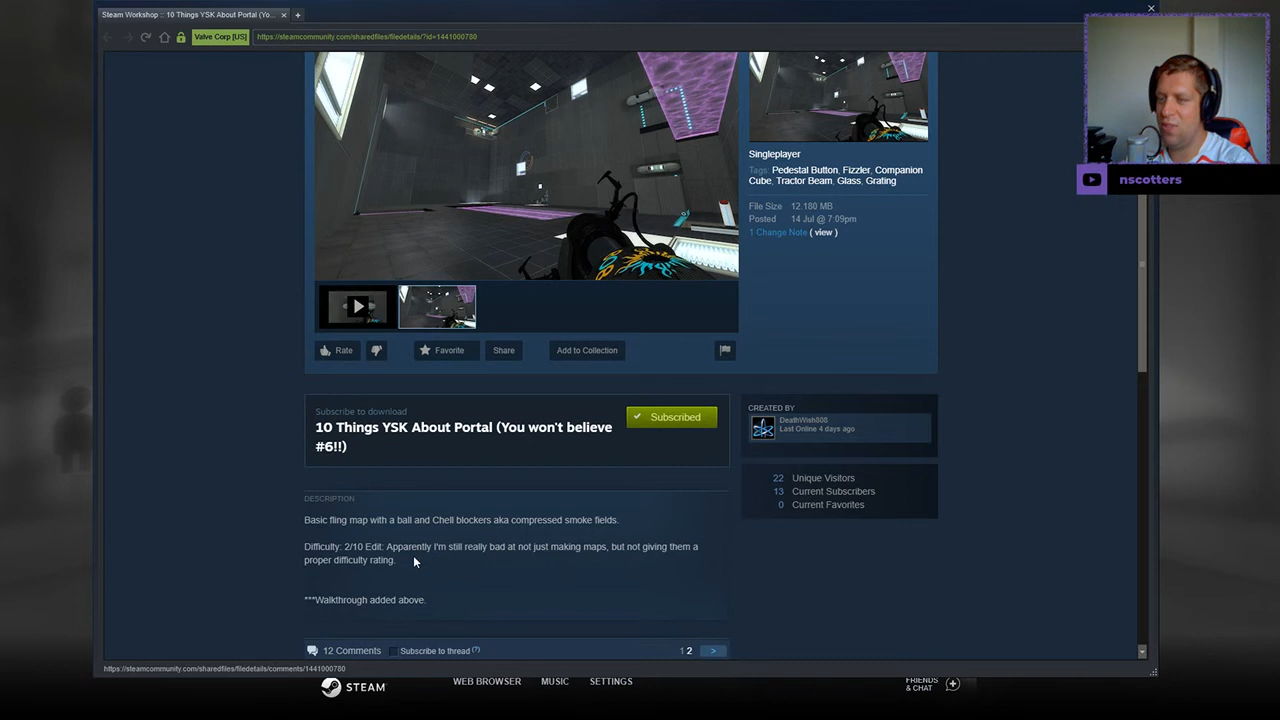 Steam Workshop :: 10 Things YSK About Portal (Yo...
Valve Corp [US]
https://steamcommunity.com/sharedfiles/filedetails/?id=1441000780
nscotters
Singleplayer
Tags: Pedestal Button, Fizzler, Companion
Cube, Tractor Beam, Glass, Grating
File Size 12.180 MB
Posted 14 Jul @ 7:09pm
1 Change Note ( view )
Rate
Favorite
Share
Add to Collection
Subscribe to download
10 Things YSK About Portal (You won't believe
#6!!)
Subscribed
CREATED BY
DeathWish808
Last Online 4 days ago
22 Unique Visitors
13 Current Subscribers
0 Current Favorites
DESCRIPTION
Basic fling map with a ball and Chell blockers aka compressed smoke fields.
Difficulty: 2/10 Edit: Apparently I'm still really bad at not just making maps, but not giving them a
proper difficulty rating.
***Walkthrough added above.
12 Comments
Subscribe to thread (?)
1 2 >
https://steamcommunity.com/sharedfiles/filedetails/comments/1441000780
STEAM
WEB BROWSER
MUSIC
SETTINGS
FRIENDS
& CHAT